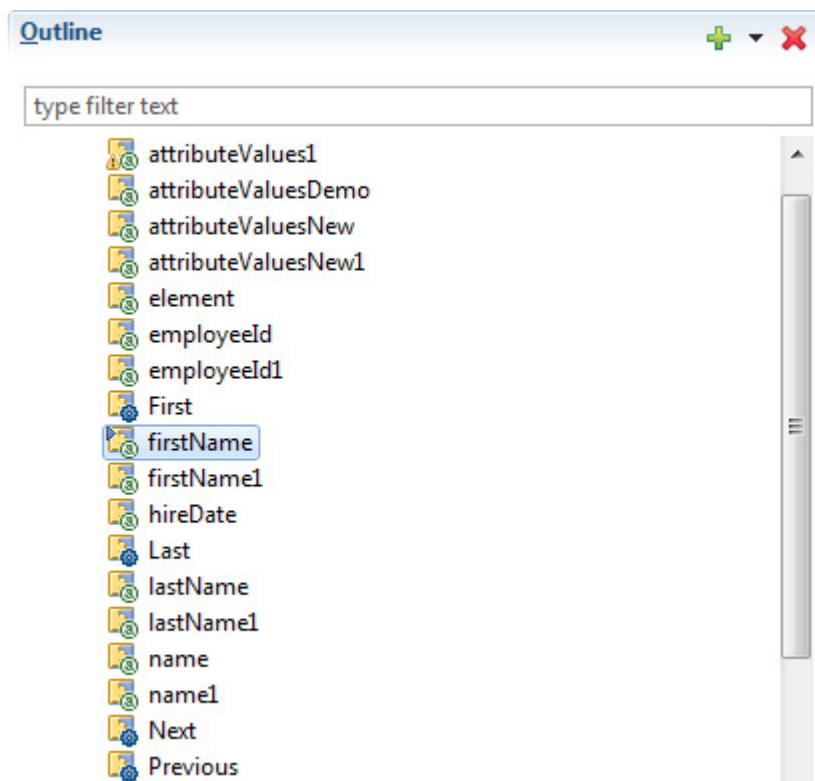 Outline
type filter text
attributeValues1
attributeValuesDemo
attributeValuesNew
attributeValuesNew1
element
employeeId
employeeId1
First
firstName
firstName1
hireDate
Last
lastName
lastName1
name
name1
Next
Previous